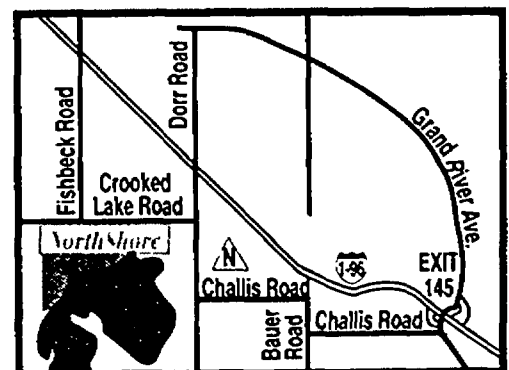 Fishbeck Road
Dorr Road
Grand River Ave.
Crooked
Lake Road
NorthShore
N
I-96
EXIT
145
Challis Road
Bauer
Road
Challis Road